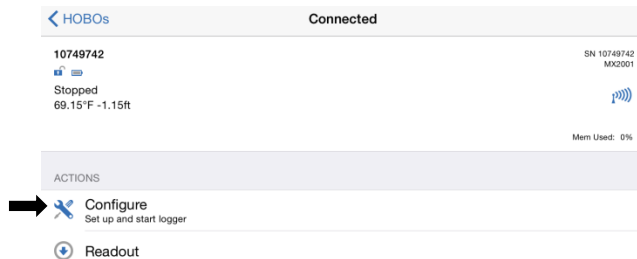 HOBOs
Connected
10749742
SN 10749742
MX2001
Stopped
69.15°F -1.15ft
Mem Used: 0%
ACTIONS
Configure
Set up and start logger
Readout